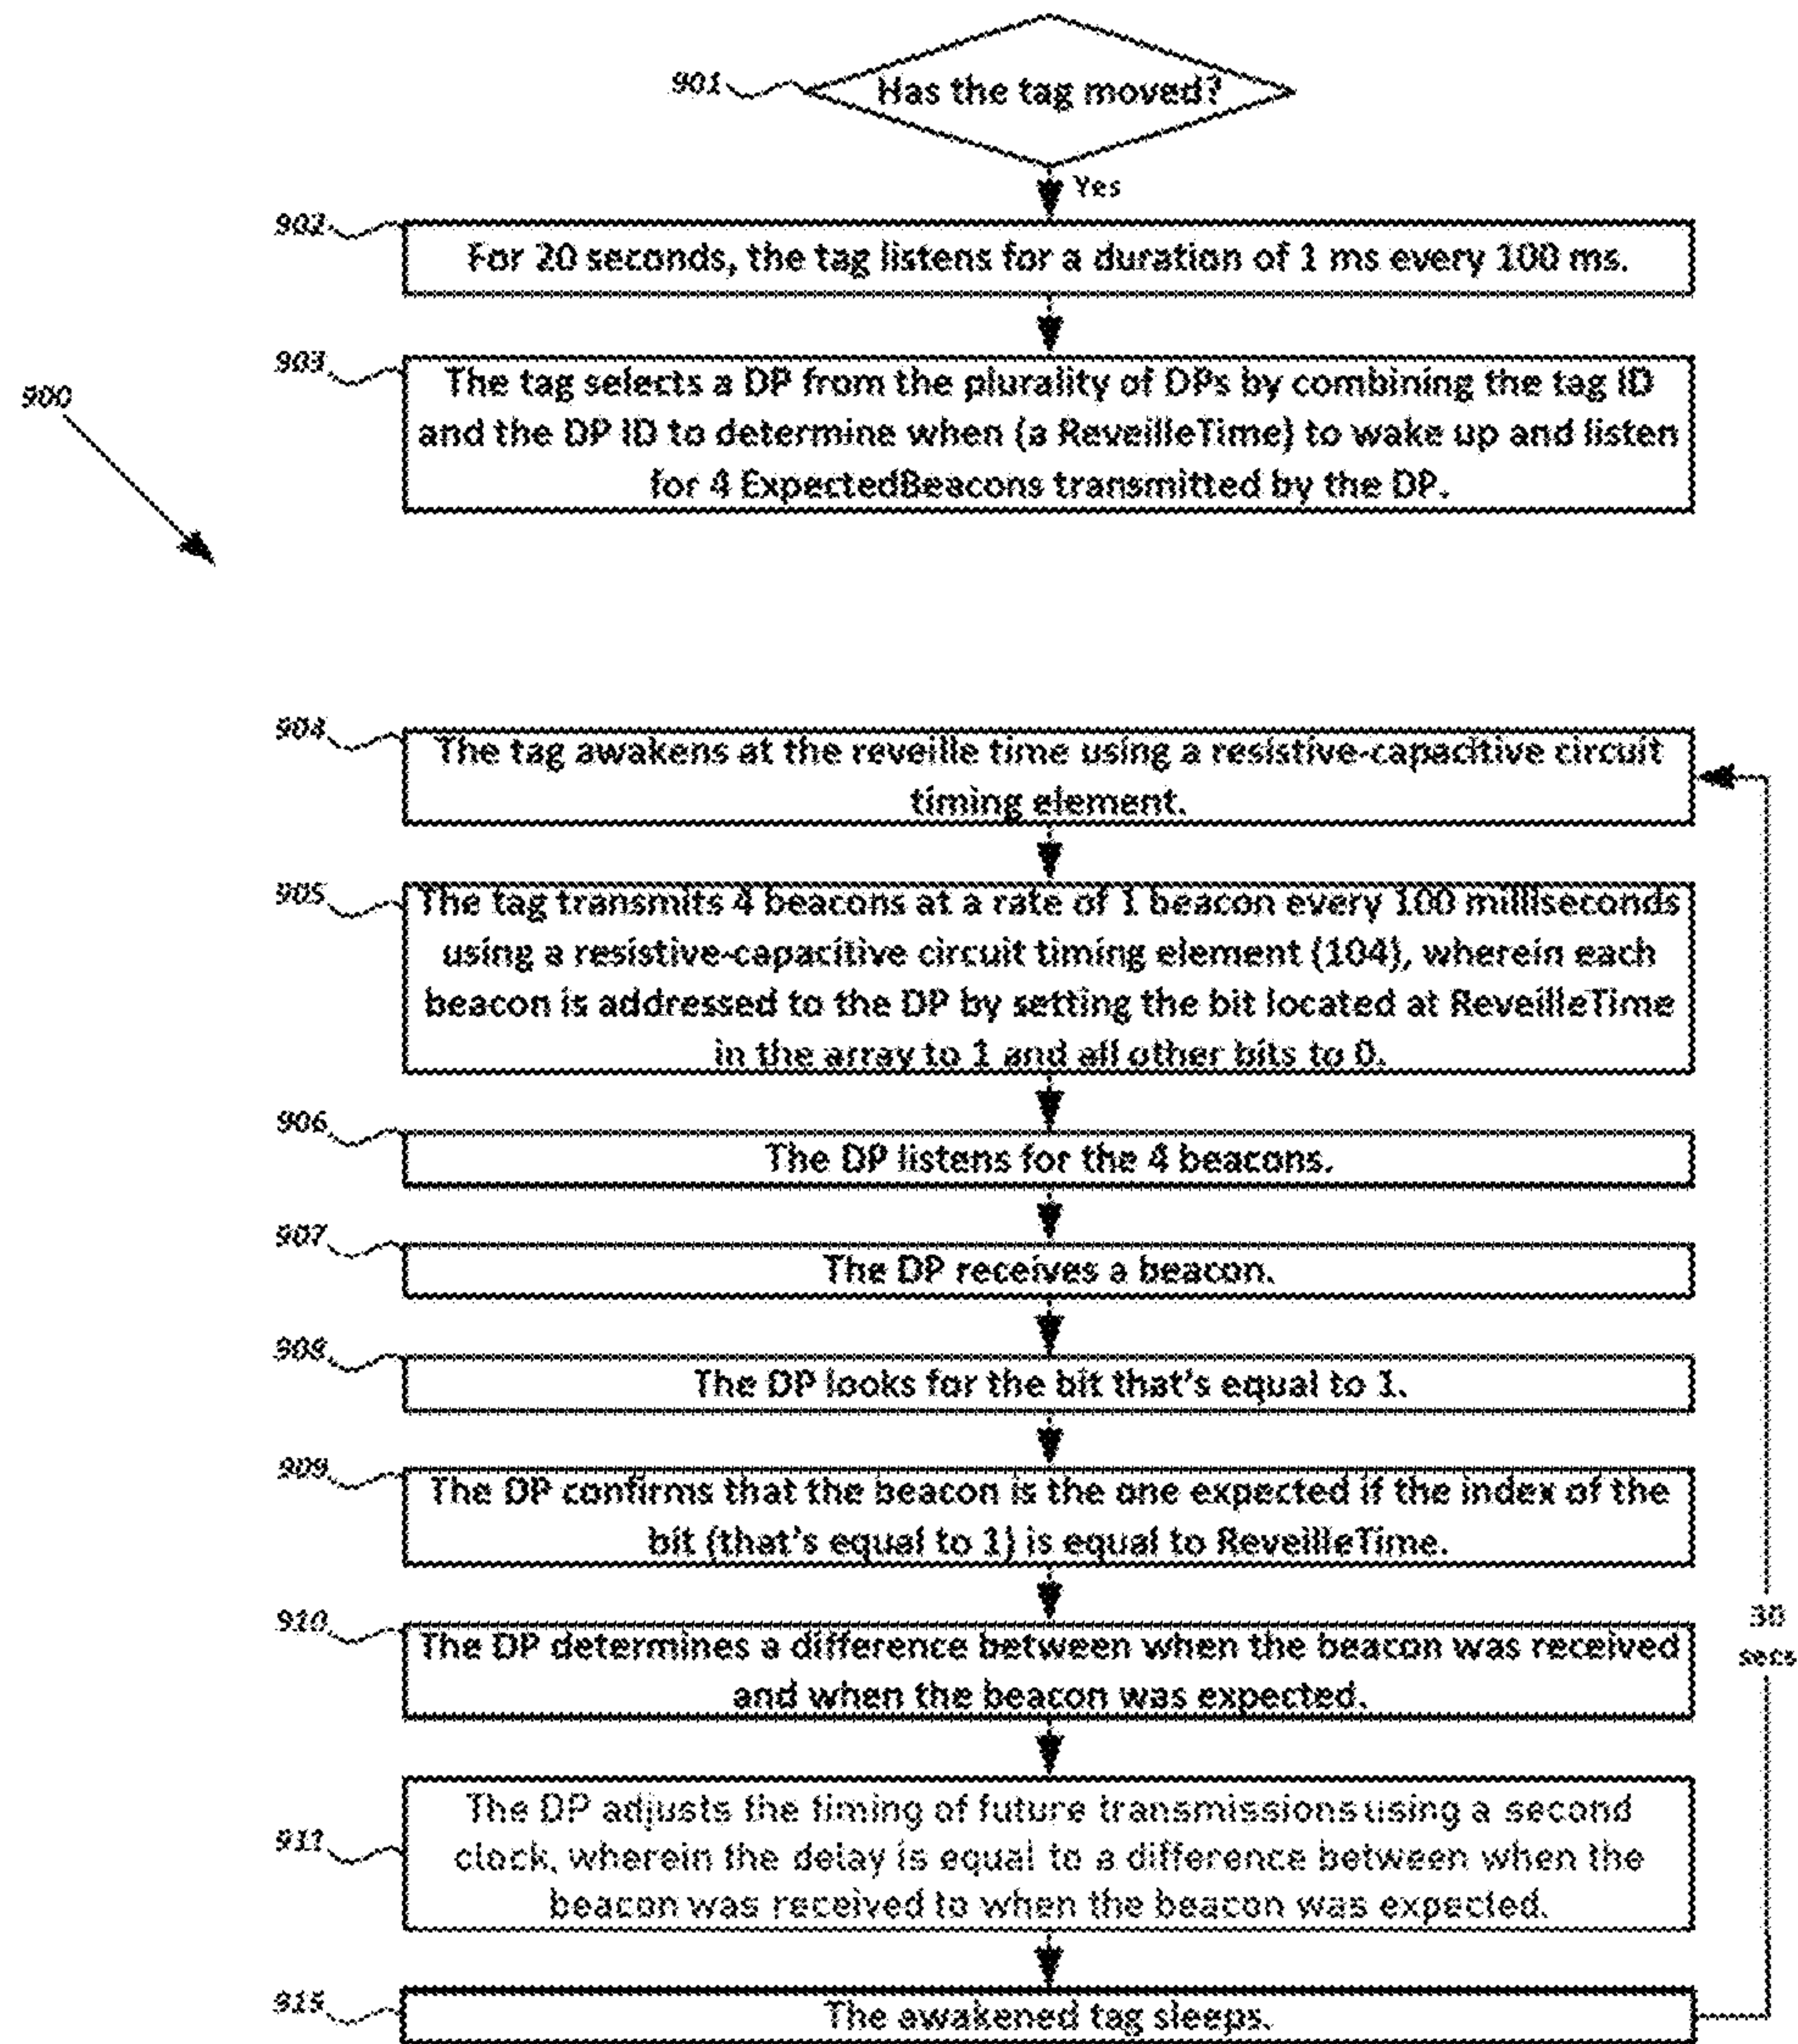 901
Has the tag moved?
Yes
902
For 20 seconds, the tag listens for a duration of 1 ms every 100 ms.
903
The tag selects a DP from the plurality of DPs by combining the tag ID
and the DP ID to determine when (a ReveilleTime) to wake up and listen
for 4 ExpectedBeacons transmitted by the DP.
900
904
The tag awakens at the reveille time using a resistive-capacitive circuit
timing element.
905
The tag transmits 4 beacons at a rate of 1 beacon every 100 milliseconds
using a resistive-capacitive circuit timing element (104), wherein each
beacon is addressed to the DP by setting the bit located at ReveilleTime
in the array to 1 and all other bits to 0.
906
The DP listens for the 4 beacons.
907
The DP receives a beacon.
908
The DP looks for the bit that's equal to 1.
909
The DP confirms that the beacon is the one expected if the index of the
bit (that's equal to 1) is equal to ReveilleTime.
910
The DP determines a difference between when the beacon was received
and when the beacon was expected.
30
secs
911
The DP adjusts the timing of future transmissions using a second
clock, wherein the delay is equal to a difference between when the
beacon was received to when the beacon was expected.
915
The awakened tag sleeps.